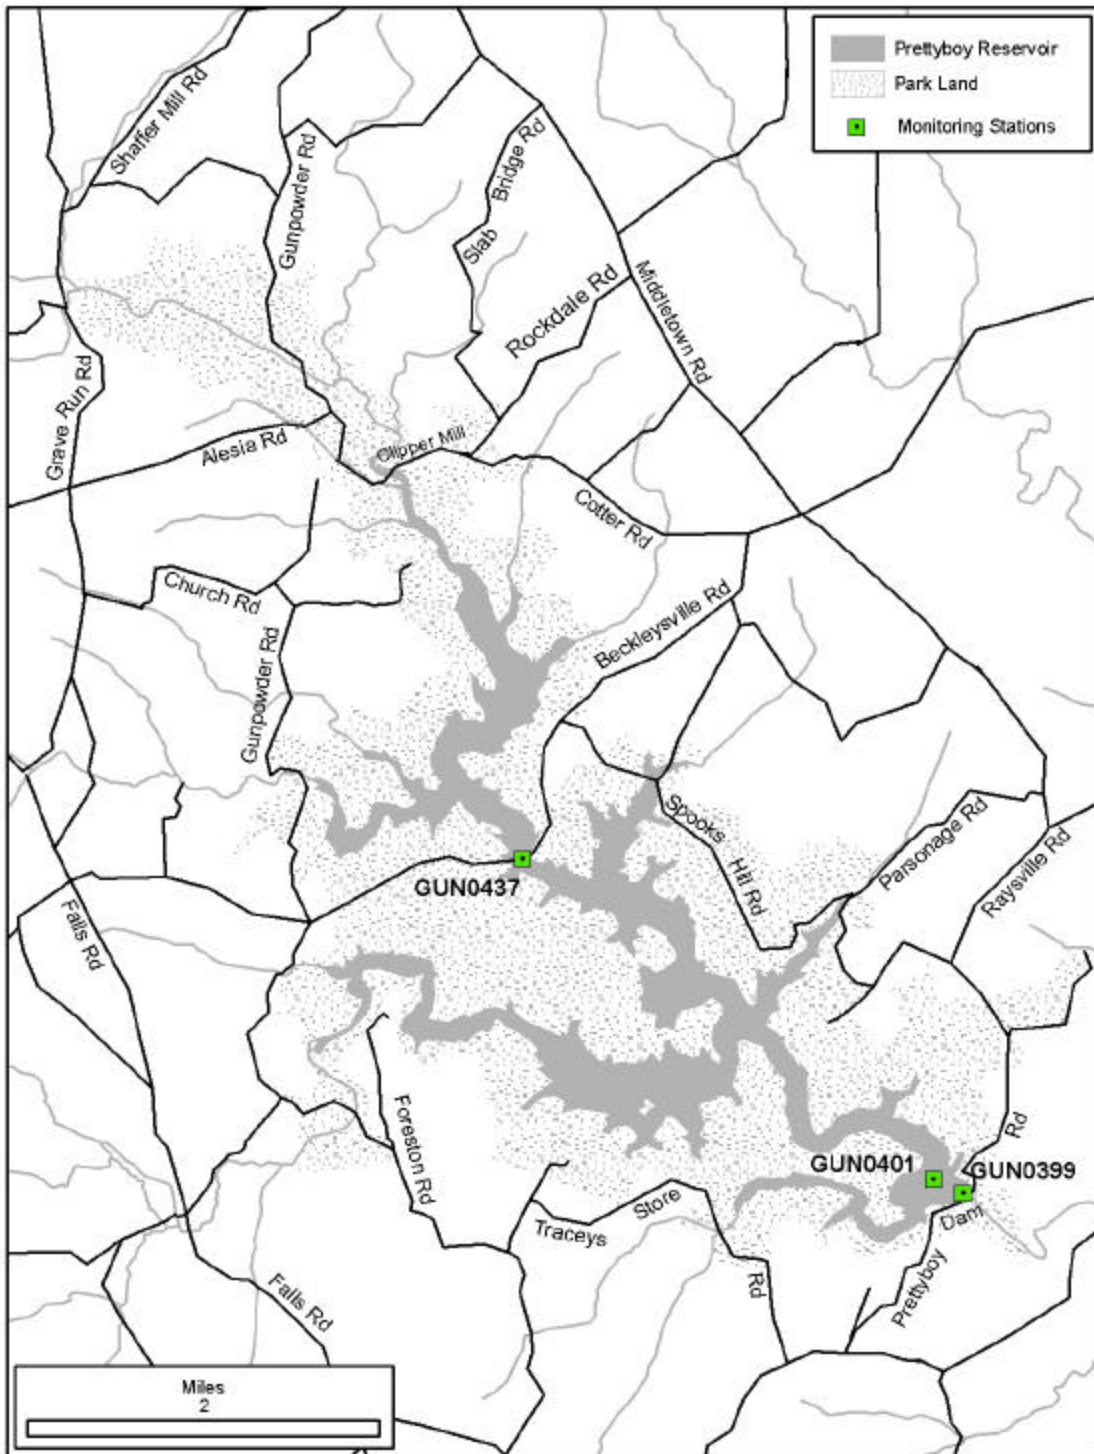 Prettyboy Reservoir
Park Land
Monitoring Stations
Shaffer Mill Rd
Gunpowder Rd
Slab Bridge Rd
Rockdale Rd
Middletown Rd
Grave Run Rd
Alesia Rd
Clipper Mill
Cotter Rd
Church Rd
Beckleysville Rd
Gunpowder Rd
Spooks Hill Rd
Parsonage Rd
Raysville Rd
GUN0437
Falls Rd
Foreston Rd
GUN0401
GUN0399
Traceys Store Rd
Prettyboy Dam Rd
Falls Rd
Miles
2